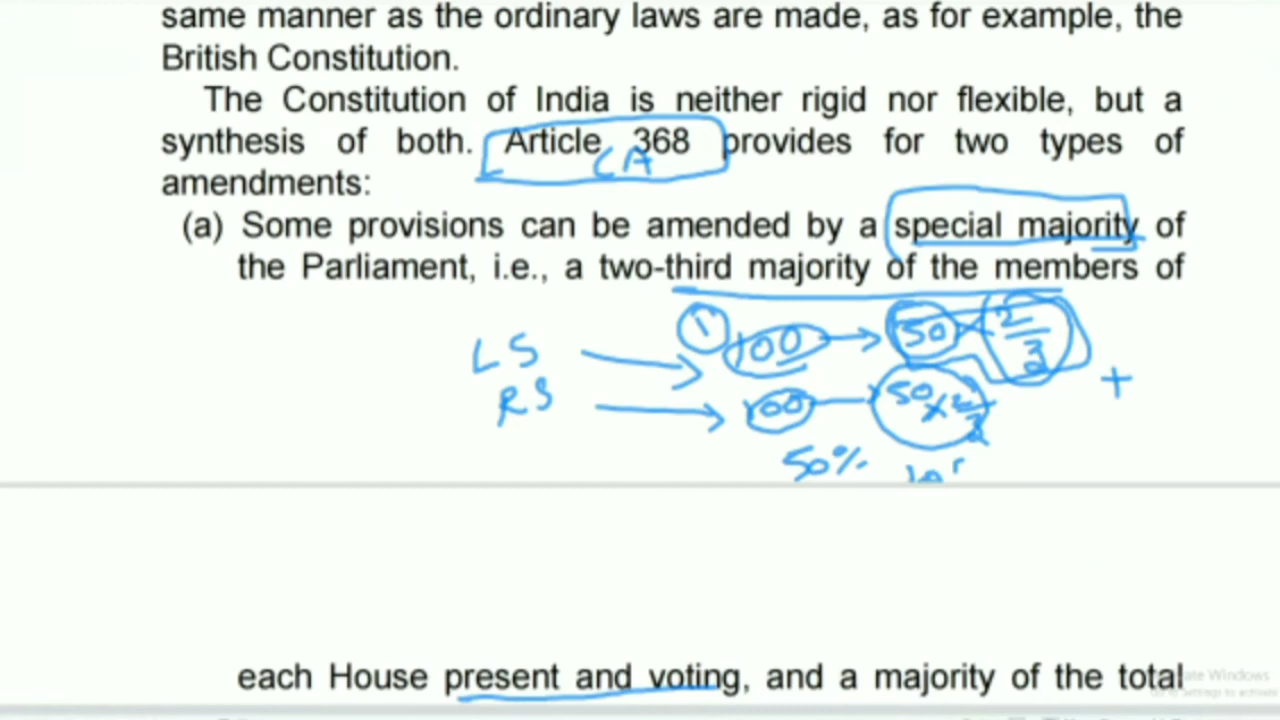 same manner as the ordinary laws are made, as for example, the
British Constitution.
The Constitution of India is neither rigid nor flexible, but a
synthesis of both. Article 368 provides for two types of
CA
amendments:
(a) Some provisions can be amended by a special majority of
the Parliament, i.e., a two-third majority of the members of
1 100 → 50 × 2/3
LS
RS 100 50 × 2/3 +
50%
each House present and voting, and a majority of the total